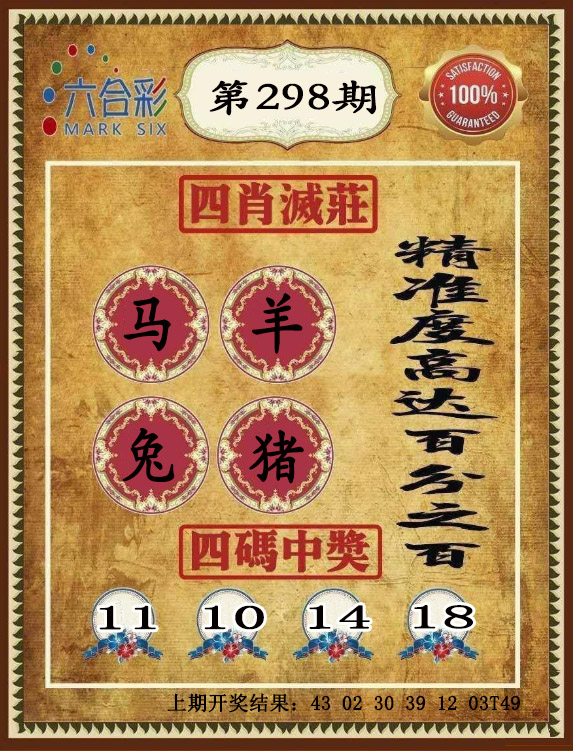 六合彩
MARK SIX
第298期
SATISFACTION
100%
GUARANTEED
四肖滅莊
马 羊
兔 猪
精准度高达百分之百
四碼中獎
11 10 14 18
上期开奖结果：43 02 30 39 12 03T49